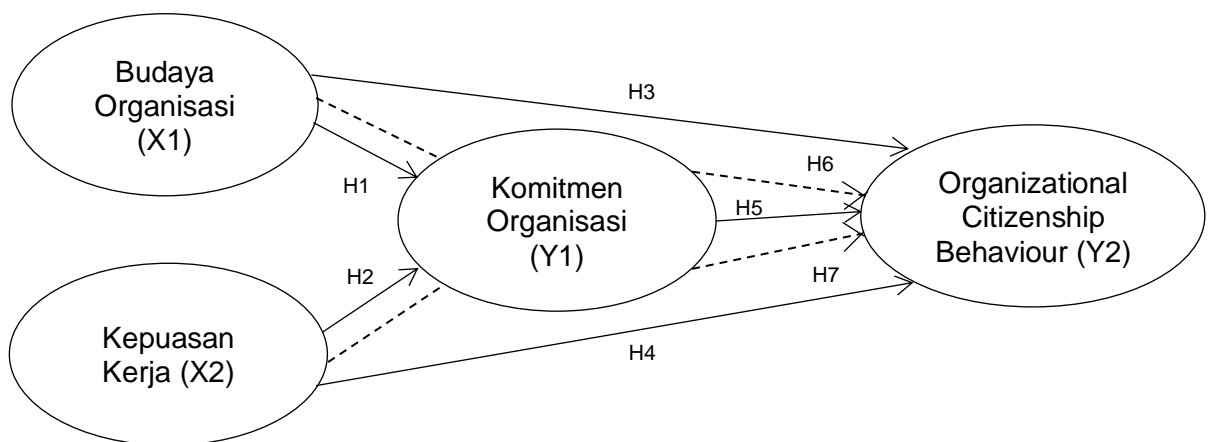 Budaya
Organisasi
(X1)
H3
H1
H6
Komitmen
Organisasi
(Y1)
H5
Organizational
Citizenship
Behaviour (Y2)
H2
H7
Kepuasan
Kerja (X2)
H4